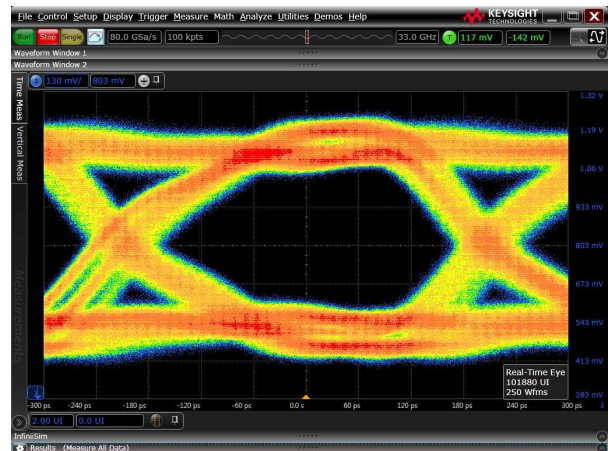 File Control Setup Display Trigger Measure Math Analyze Utilities Demos Help
KEYSIGHT
TECHNOLOGIES
Run Stop Single 80.0 GSa/s 100 kpts 33.0 GHz T 117 mV -142 mV
Waveform Window 1
Waveform Window 2
130 mV/ 803 mV
Time Meas
Vertical Meas
Measurements
1.32 V
1.19 V
1.06 V
933 mV
803 mV
673 mV
543 mV
413 mV
283 mV
Real-Time Eye
101880 UI
250 Wfms
-300 ps -240 ps -180 ps -120 ps -60 ps 0.0 s 60 ps 120 ps 180 ps 240 ps 300 ps 3
2.00 UI 0.0 UI
InfiniiSim
Results (Measure All Data)